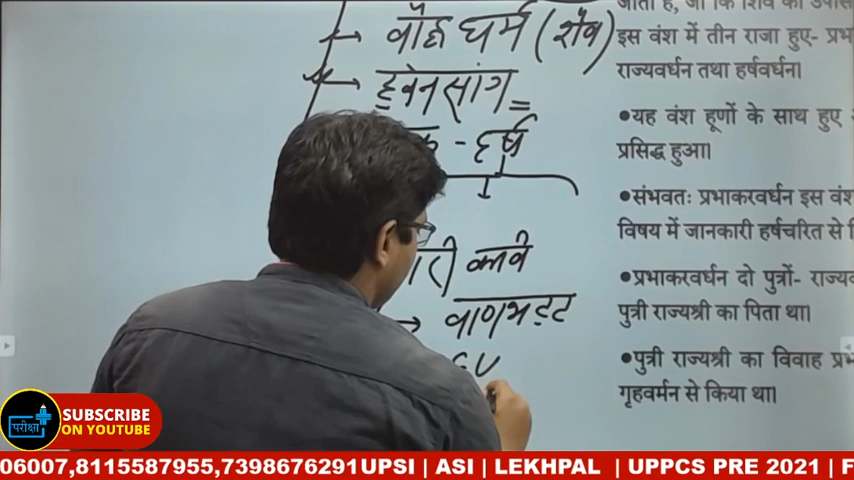 → बौद्ध धर्म (शैव)
→ ह्वेनसांग
- हर्ष
दरबारी कवि
→ वाणभट्ट
जाता है, जो कि शिव का
इस वंश में तीन राजा हुए-
राज्यवर्धन तथा हर्षवर्धन।
•यह वंश हूणों के साथ हुए
प्रसिद्ध हुआ।
•संभवतः प्रभाकरवर्धन इस वंश
विषय में जानकारी हर्षचरित से
•प्रभाकरवर्धन दो पुत्रों-
पुत्री राज्यश्री का पिता था।
•पुत्री राज्यश्री का विवाह
गृहवर्मन से किया था।
परीक्षा
SUBSCRIBE
ON YOUTUBE
06007,8115587955,7398676291UPSI | ASI | LEKHPAL | UPPCS PRE 2021 | F